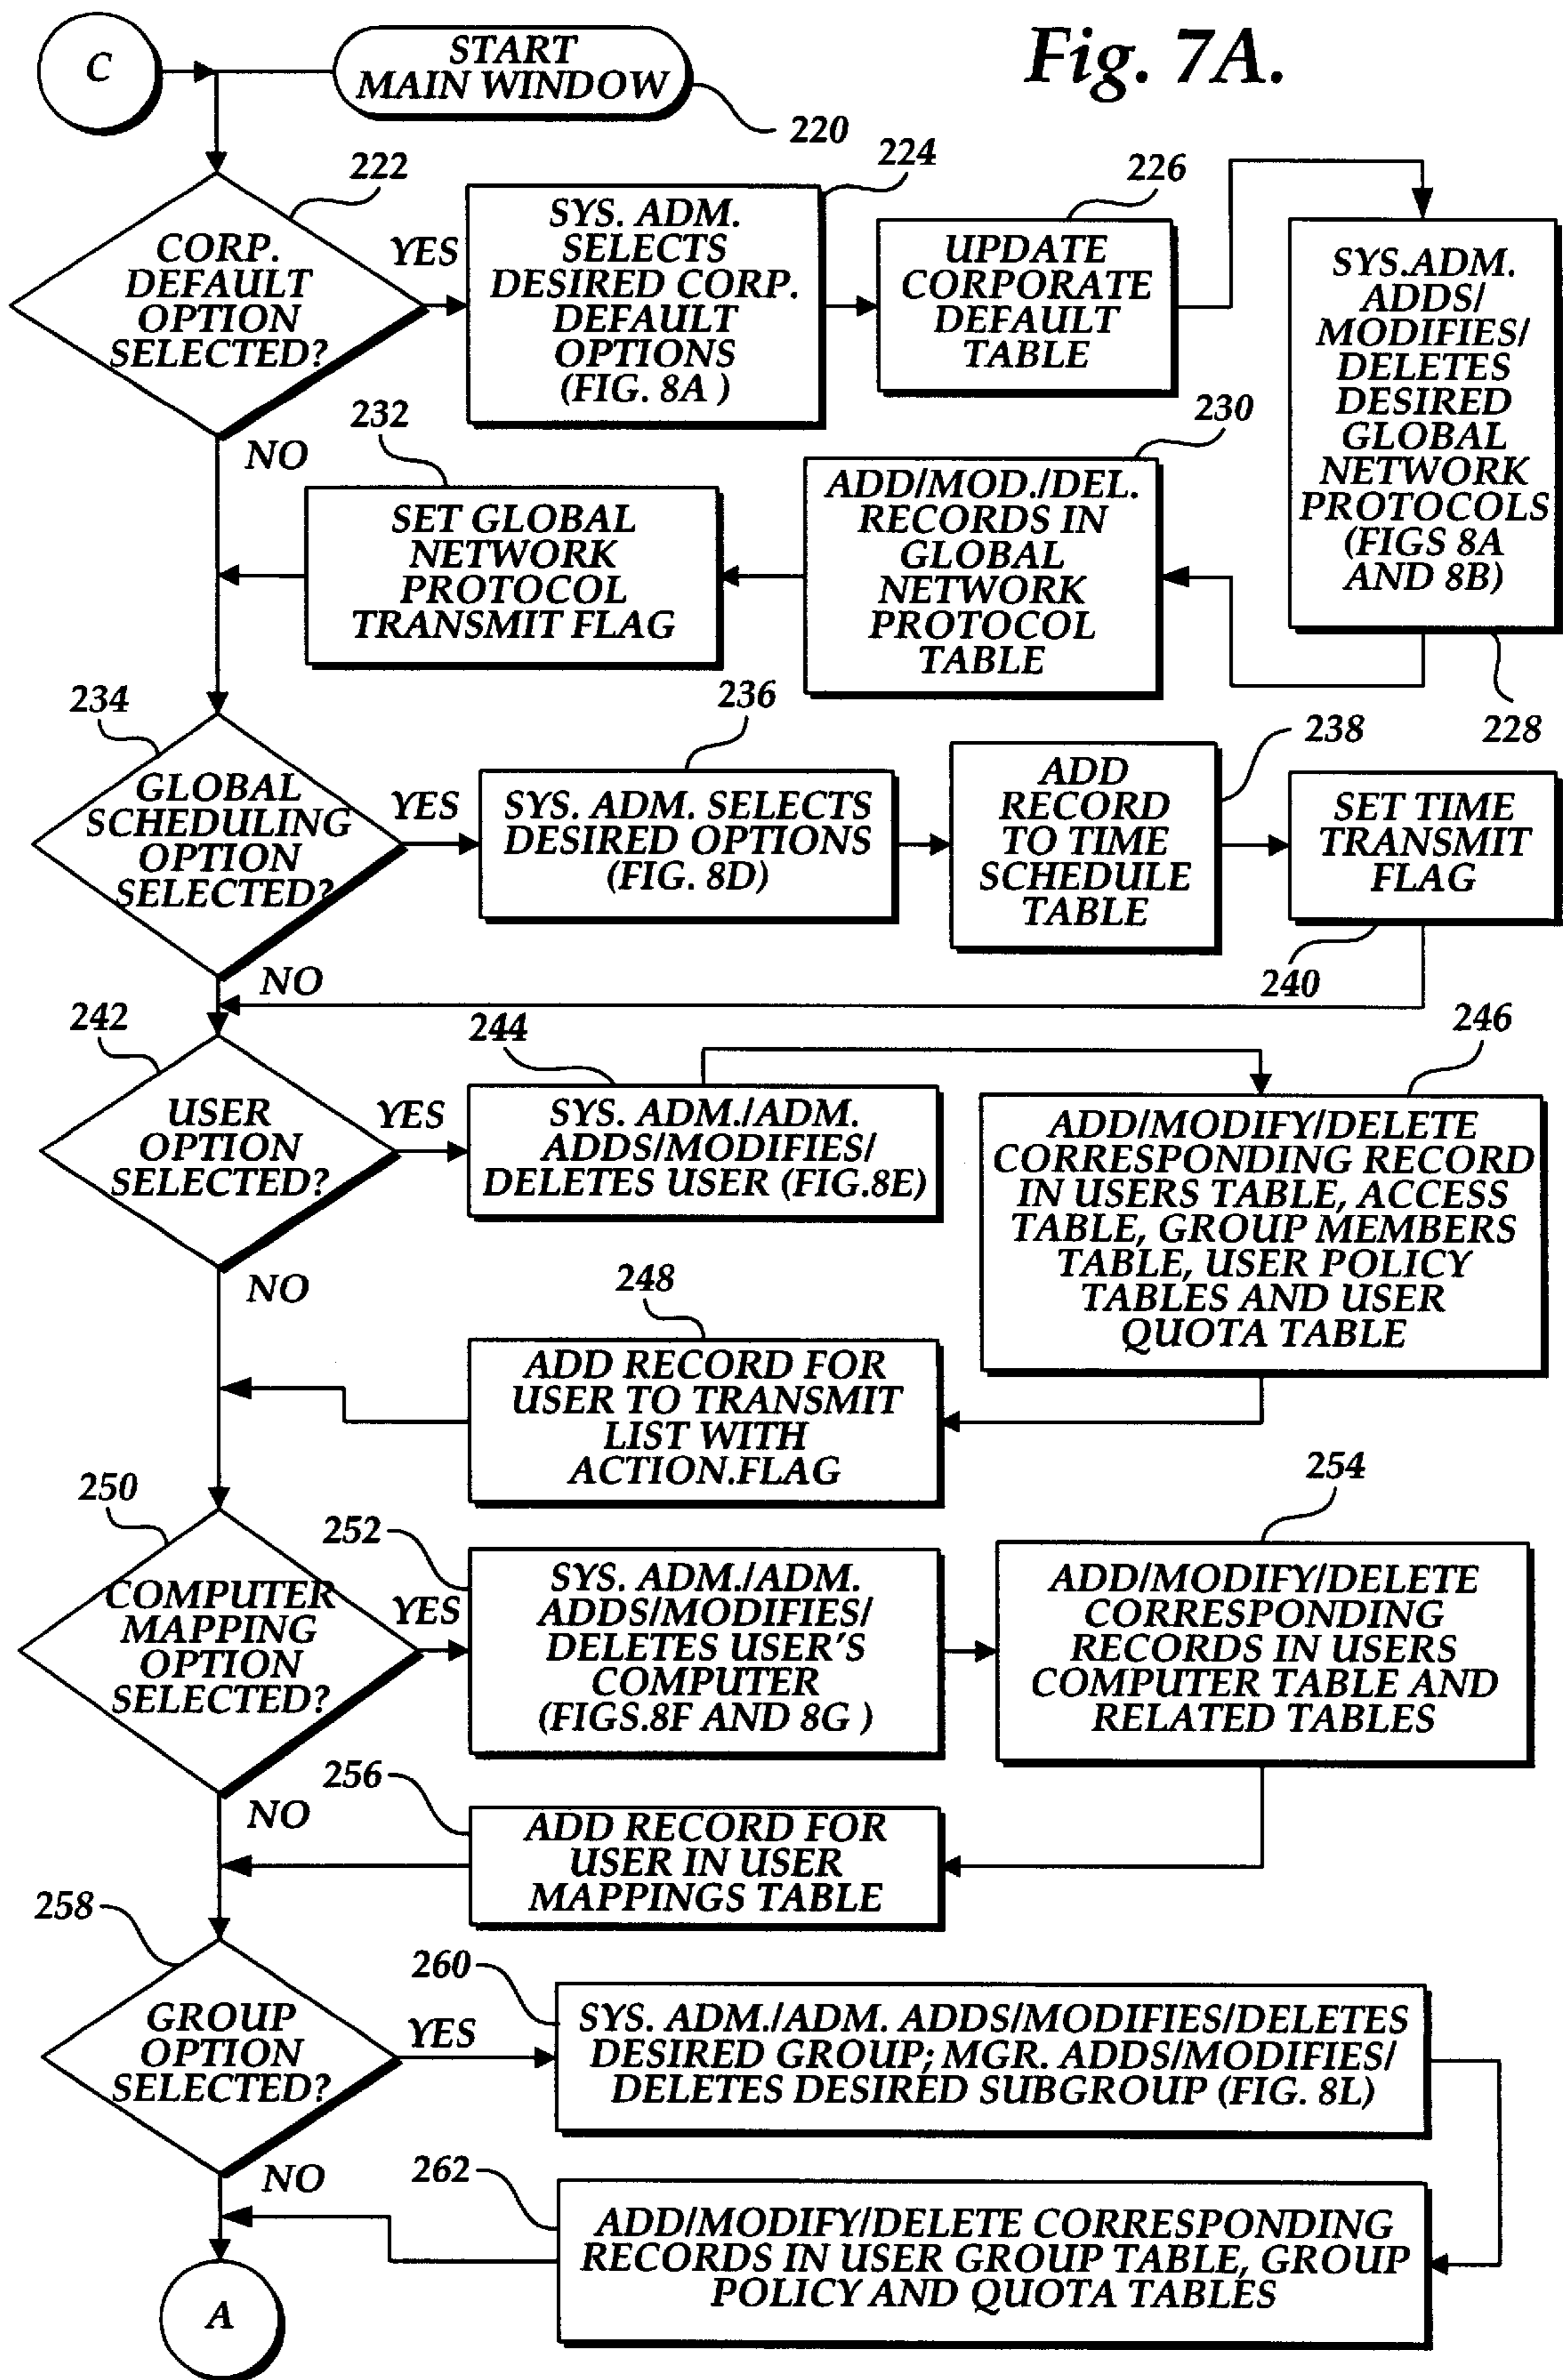 Fig. 7A.
C
START
MAIN WINDOW
220
222
CORP.
DEFAULT
OPTION
SELECTED?
YES
NO
224
SYS. ADM.
SELECTS
DESIRED CORP.
DEFAULT
OPTIONS
(FIG. 8A )
226
UPDATE
CORPORATE
DEFAULT
TABLE
SYS.ADM.
ADDS/
MODIFIES/
DELETES
DESIRED
GLOBAL
NETWORK
PROTOCOLS
(FIGS 8A
AND 8B)
228
230
ADD/MOD./DEL.
RECORDS IN
GLOBAL
NETWORK
PROTOCOL
TABLE
232
SET GLOBAL
NETWORK
PROTOCOL
TRANSMIT FLAG
234
GLOBAL
SCHEDULING
OPTION
SELECTED?
YES
NO
236
SYS. ADM. SELECTS
DESIRED OPTIONS
(FIG. 8D)
238
ADD
RECORD
TO TIME
SCHEDULE
TABLE
SET TIME
TRANSMIT
FLAG
240
242
USER
OPTION
SELECTED?
YES
NO
244
SYS. ADM./ADM.
ADDS/MODIFIES/
DELETES USER (FIG.8E)
246
ADD/MODIFY/DELETE
CORRESPONDING RECORD
IN USERS TABLE, ACCESS
TABLE, GROUP MEMBERS
TABLE, USER POLICY
TABLES AND USER
QUOTA TABLE
248
ADD RECORD FOR
USER TO TRANSMIT
LIST WITH
ACTION.FLAG
250
COMPUTER
MAPPING
OPTION
SELECTED?
YES
NO
252
SYS. ADM./ADM.
ADDS/MODIFIES/
DELETES USER'S
COMPUTER
(FIGS.8F AND 8G )
254
ADD/MODIFY/DELETE
CORRESPONDING
RECORDS IN USERS
COMPUTER TABLE AND
RELATED TABLES
256
ADD RECORD FOR
USER IN USER
MAPPINGS TABLE
258
GROUP
OPTION
SELECTED?
YES
NO
260
SYS. ADM./ADM. ADDS/MODIFIES/DELETES
DESIRED GROUP; MGR. ADDS/MODIFIES/
DELETES DESIRED SUBGROUP (FIG. 8L)
262
ADD/MODIFY/DELETE CORRESPONDING
RECORDS IN USER GROUP TABLE, GROUP
POLICY AND QUOTA TABLES
A